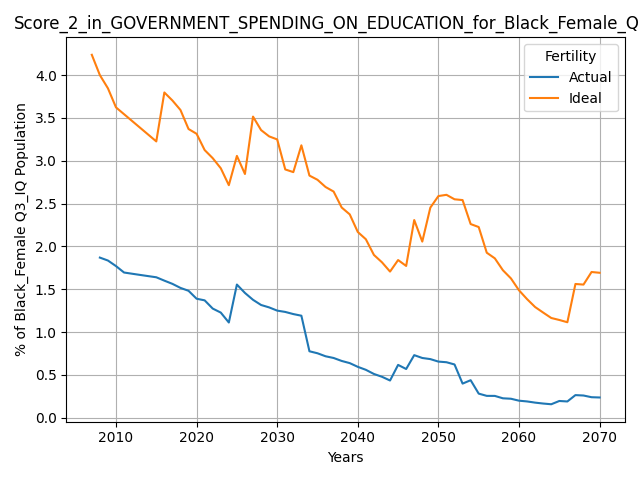 Score_2_in_GOVERNMENT_SPENDING_ON_EDUCATION_for_Black_Female_Q
Fertility
Actual
Ideal
% of Black_Female Q3_IQ Population
4.0
3.5
3.0
2.5
2.0
1.5
1.0
0.5
0.0
2010 2020 2030 2040 2050 2060 2070
Years